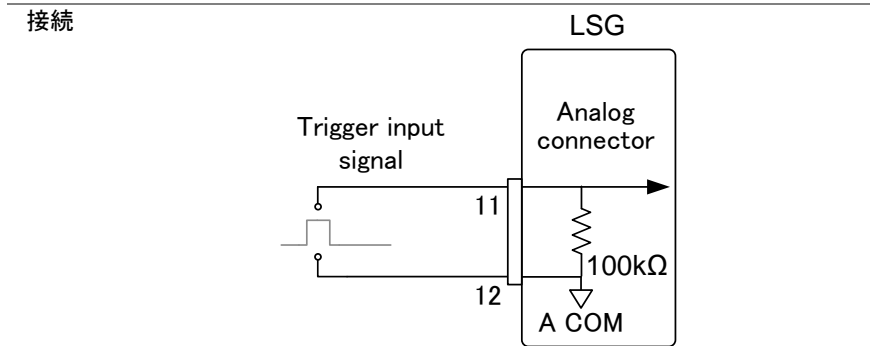 接続
LSG
Analog
connector
Trigger input
signal
11
100kΩ
12
A COM